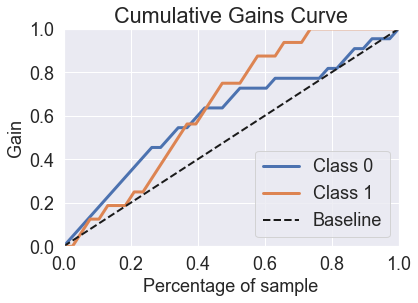 Cumulative Gains Curve
Gain
1.0
0.8
0.6
0.4
0.2
0.0
Class 0
Class 1
Baseline
0.0 0.2 0.4 0.6 0.8 1.0
Percentage of sample